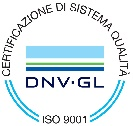 CERTIFICAZIONE DI SISTEMA QUALITÀ
DNV·GL
ISO 9001